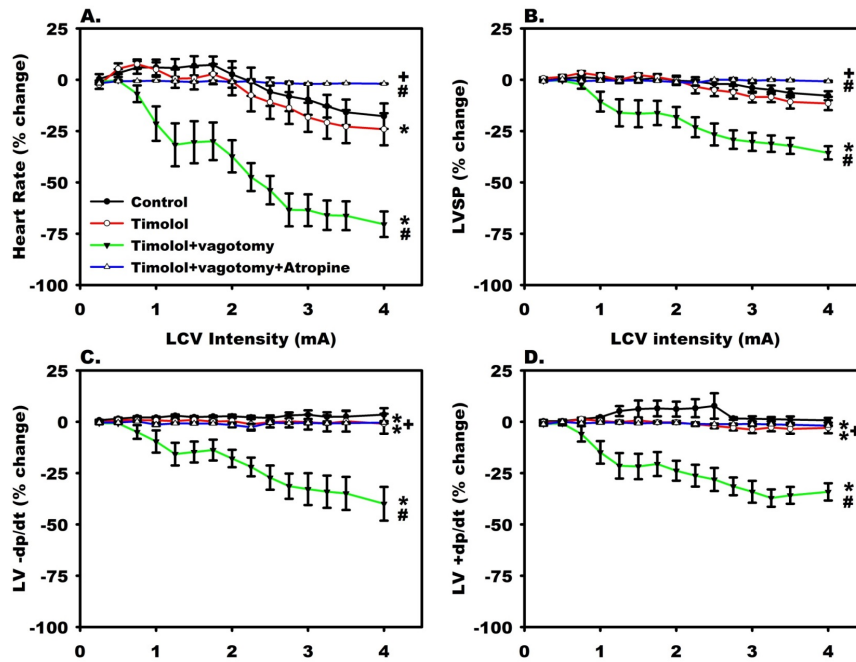 A.
25
0
-25
-50
-75
-100
Heart Rate (% change)
Control
Timolol
Timolol+vagotomy
Timolol+vagotomy+Atropine
+
#
*
*
#
0 1 2 3 4
LCV Intensity (mA)
B.
25
0
-25
-50
-75
-100
LVSP (% change)
+
#
*
#
0 1 2 3 4
LCV intensity (mA)
C.
25
0
-25
-50
-75
-100
LV -dp/dt (% change)
*
*+
*
#
0 1 2 3 4
D.
25
0
-25
-50
-75
-100
LV +dp/dt (% change)
*
*+
*
#
0 1 2 3 4